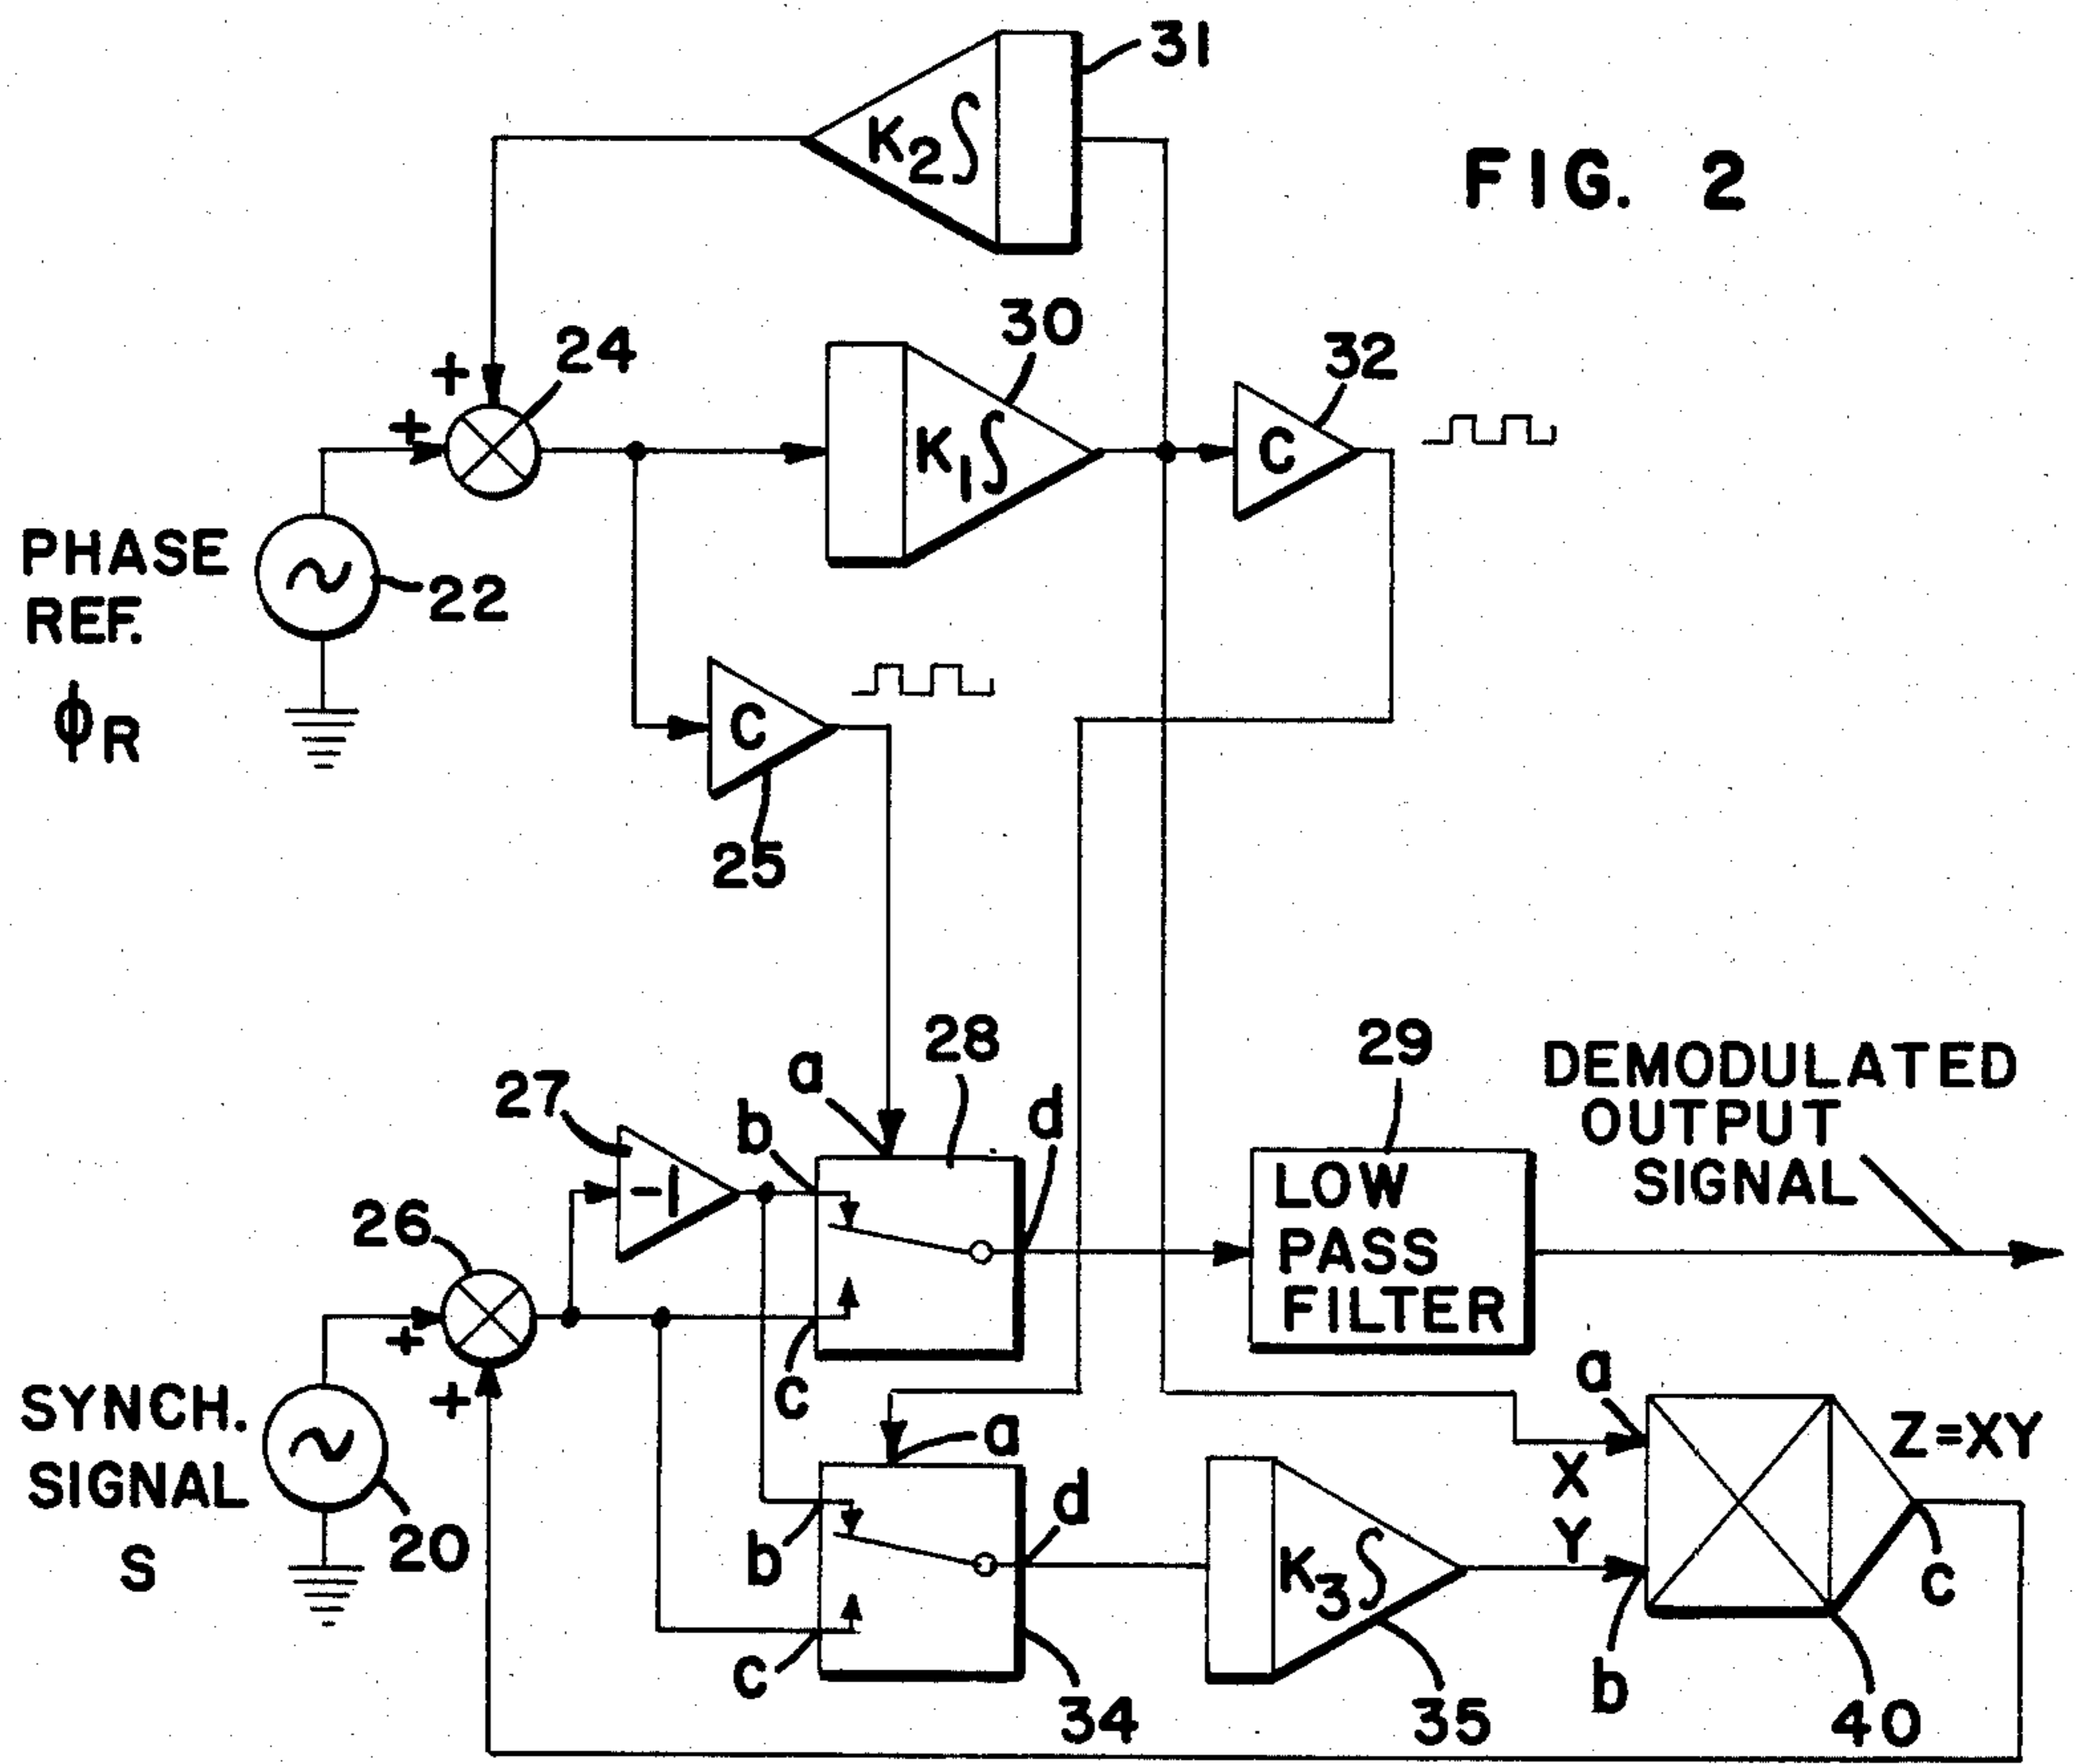 31
K2∫
FIG. 2
30
24
32
+
+
K1∫
C
PHASE
REF.
22
ϕR
C
25
28
29
a
DEMODULATED
OUTPUT
SIGNAL
27
b
d
-1
LOW
PASS
FILTER
26
+
c
a
+
SYNCH.
SIGNAL
S
20
a
Z=XY
X
Y
d
b
K3∫
c
c
b
34
35
40